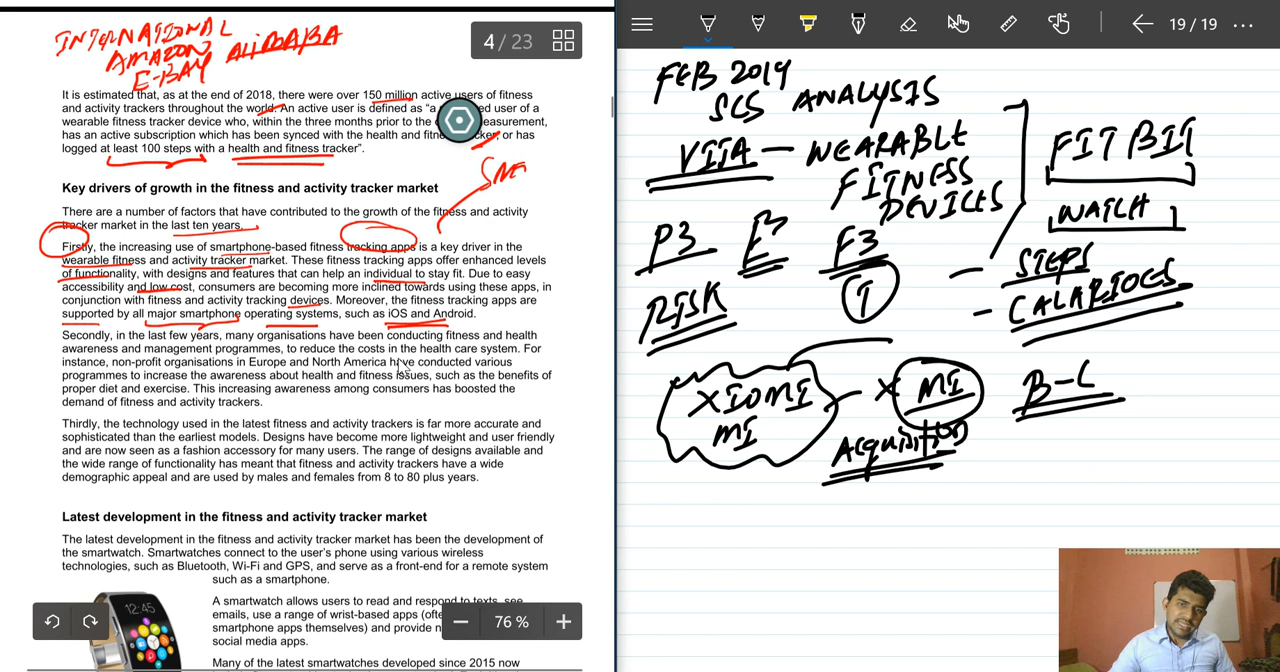 INTERNATIONAL
AMAZON ALIBABA
E-BAY
4 / 23
It is estimated that, as at the end of 2018, there were over 150 million active users of fitness
and activity trackers throughout the world. An active user is defined as “a ed user of a
wearable fitness tracker device who, within the three months prior to the easurement,
has an active subscription which has been synced with the health and fitne cker, or has
logged at least 100 steps with a health and fitness tracker”.
Key drivers of growth in the fitness and activity tracker market
There are a number of factors that have contributed to the growth of the fitness and activity
tracker market in the last ten years.
Firstly, the increasing use of smartphone-based fitness tracking apps is a key driver in the
wearable fitness and activity tracker market. These fitness tracking apps offer enhanced levels
of functionality, with designs and features that can help an individual to stay fit. Due to easy
accessibility and low cost, consumers are becoming more inclined towards using these apps, in
conjunction with fitness and activity tracking devices. Moreover, the fitness tracking apps are
supported by all major smartphone operating systems, such as iOS and Android.
Secondly, in the last few years, many organisations have been conducting fitness and health
awareness and management programmes, to reduce the costs in the health care system. For
instance, non-profit organisations in Europe and North America have conducted various
programmes to increase the awareness about health and fitness issues, such as the benefits of
proper diet and exercise. This increasing awareness among consumers has boosted the
demand of fitness and activity trackers.
Thirdly, the technology used in the latest fitness and activity trackers is far more accurate and
sophisticated than the earliest models. Designs have become more lightweight and user friendly
and are now seen as a fashion accessory for many users. The range of designs available and
the wide range of functionality has meant that fitness and activity trackers have a wide
demographic appeal and are used by males and females from 8 to 80 plus years.
Latest development in the fitness and activity tracker market
The latest development in the fitness and activity tracker market has been the development of
the smartwatch. Smartwatches connect to the user's phone using various wireless
technologies, such as Bluetooth, Wi-Fi and GPS, and serve as a front-end for a remote system
such as a smartphone.
A smartwatch allows users to read and respond to texts, see
emails, use a range of wrist-based apps (ofte
smartphone apps themselves) and provide n
social media apps.
Many of the latest smartwatches developed since 2015 now
12:45
76 %
19 / 19
FEB 2019
SCS ANALYSIS
VITA – WEARABLE
FITNESS
DEVICES
FITBIT
WATCH
P3 E3 F3
RISK 1
- STEPS
- CALARIOES
XIOMI – X MI
MI
Acquisition
B-C